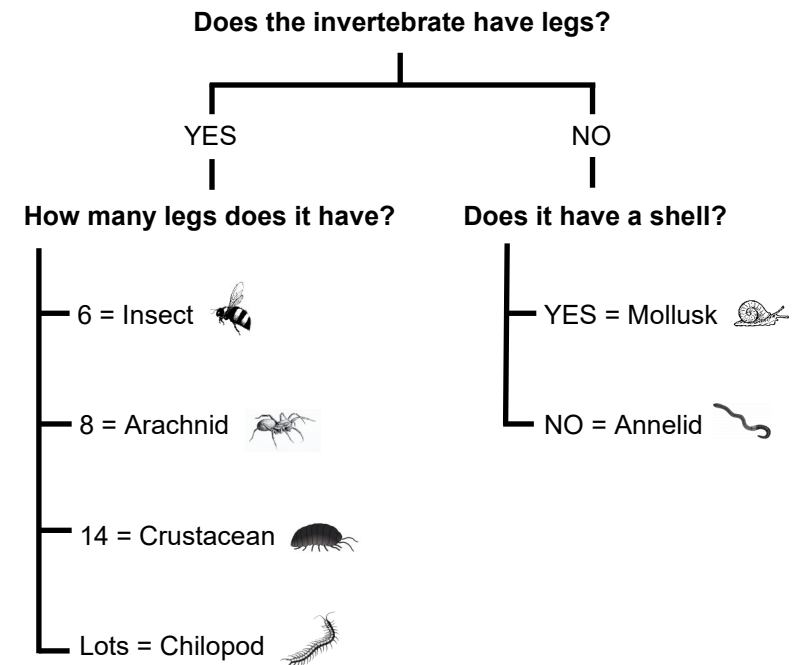 Does the invertebrate have legs?
YES
NO
How many legs does it have?
Does it have a shell?
6 = Insect
YES = Mollusk
8 = Arachnid
NO = Annelid
14 = Crustacean
Lots = Chilopod